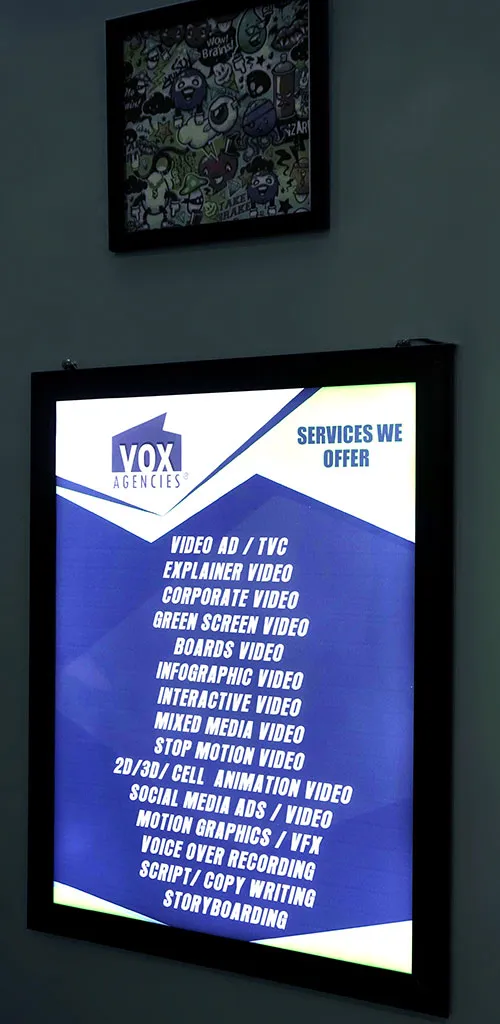 WOW!
Brains!
VOX
AGENCIES
SERVICES WE
OFFER
VIDEO AD / TVC
EXPLAINER VIDEO
CORPORATE VIDEO
GREEN SCREEN VIDEO
BOARDS VIDEO
INFOGRAPHIC VIDEO
INTERACTIVE VIDEO
MIXED MEDIA VIDEO
STOP MOTION VIDEO
2D/3D/ CELL ANIMATION VIDEO
SOCIAL MEDIA ADS / VIDEO
MOTION GRAPHICS / VFX
VOICE OVER RECORDING
SCRIPT/ COPY WRITING
STORYBOARDING